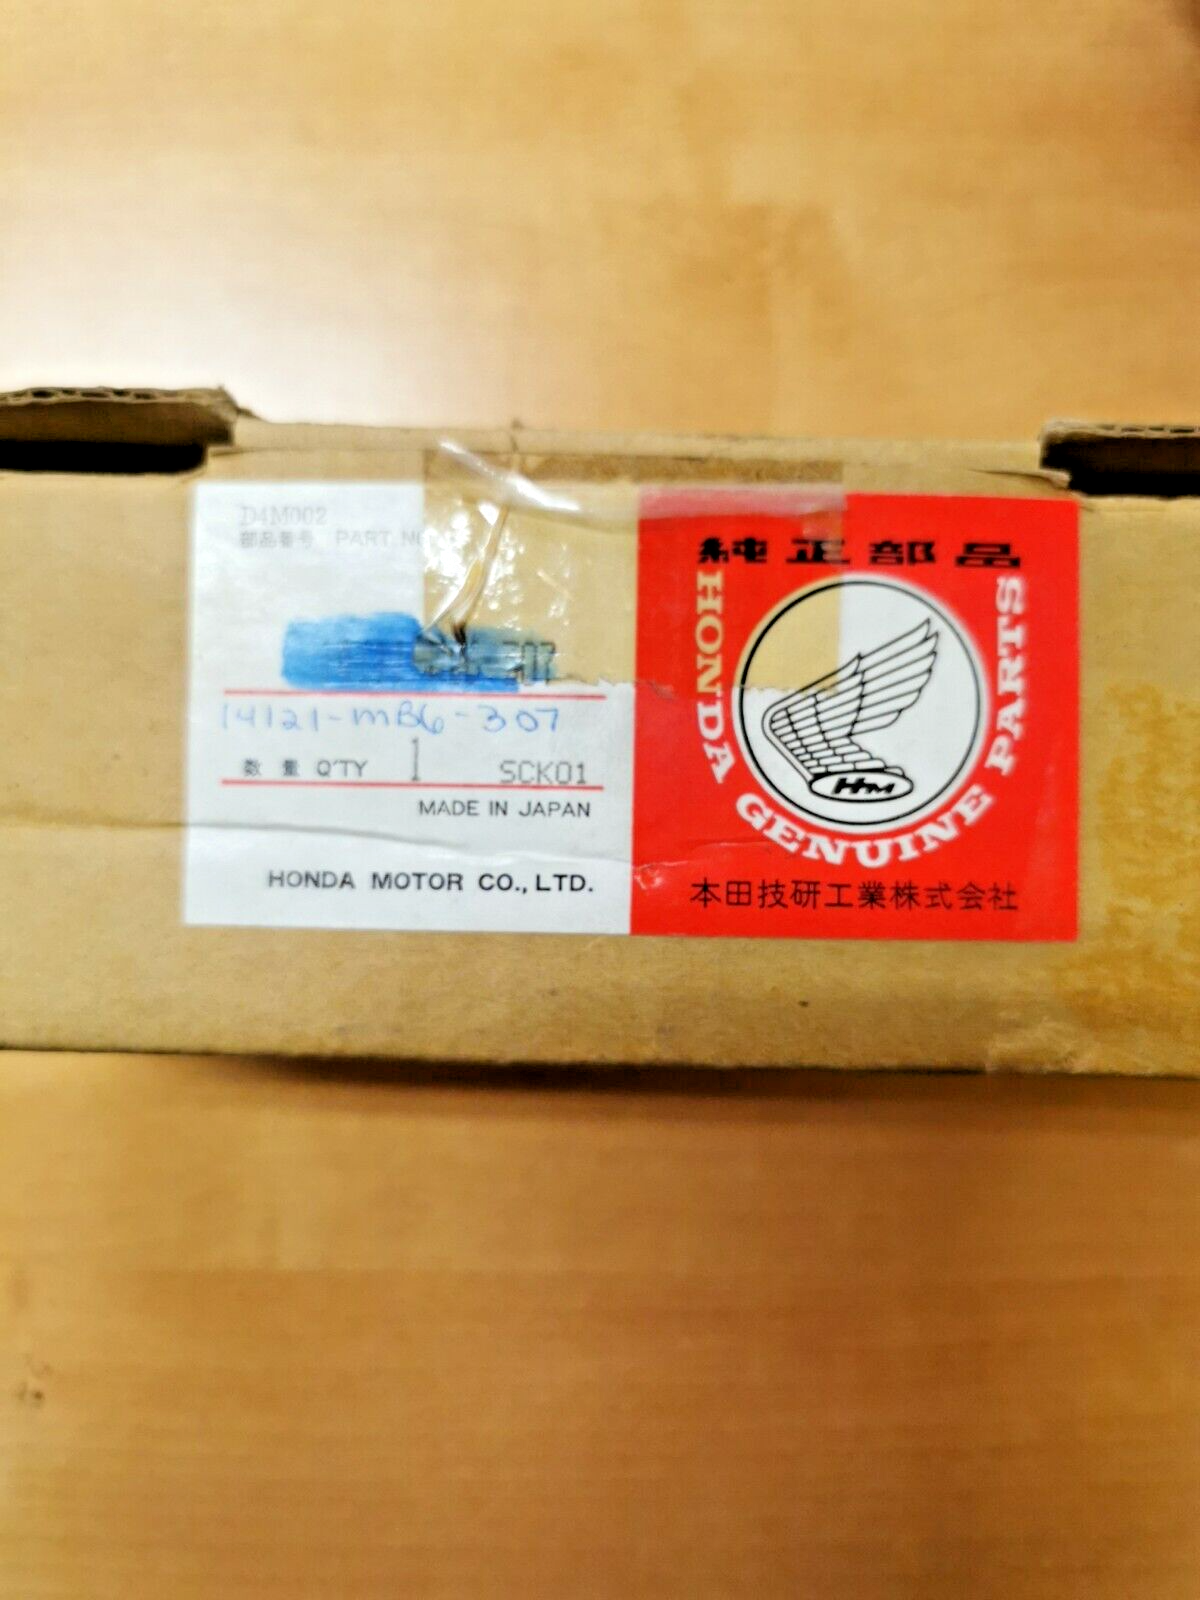 D4M002
部品番号 PART NO
307
14121-MB6-307
数量 Q'TY 1 SCK01
MADE IN JAPAN
HONDA MOTOR CO., LTD.
純正部品
HONDA GENUINE PARTS
HM
本田技研工業株式会社